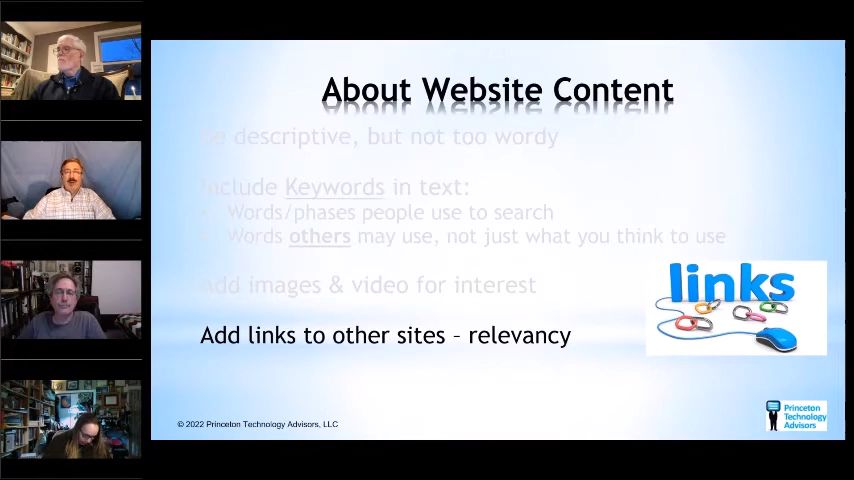 About Website Content
Be descriptive, but not too wordy
Include Keywords in text:
• Words/phases people use to search
• Words others may use, not just what you think to use
Add images & video for interest
links
Add links to other sites – relevancy
© 2022 Princeton Technology Advisors, LLC
Princeton
Technology
Advisors